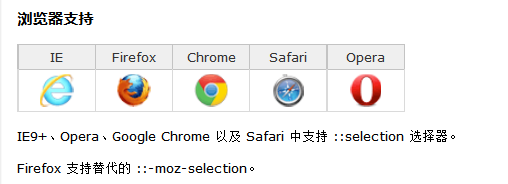 浏览器支持
IE Firefox Chrome Safari Opera
IE9+、Opera、Google Chrome 以及 Safari 中支持 ::selection 选择器。
Firefox 支持替代的 ::-moz-selection。